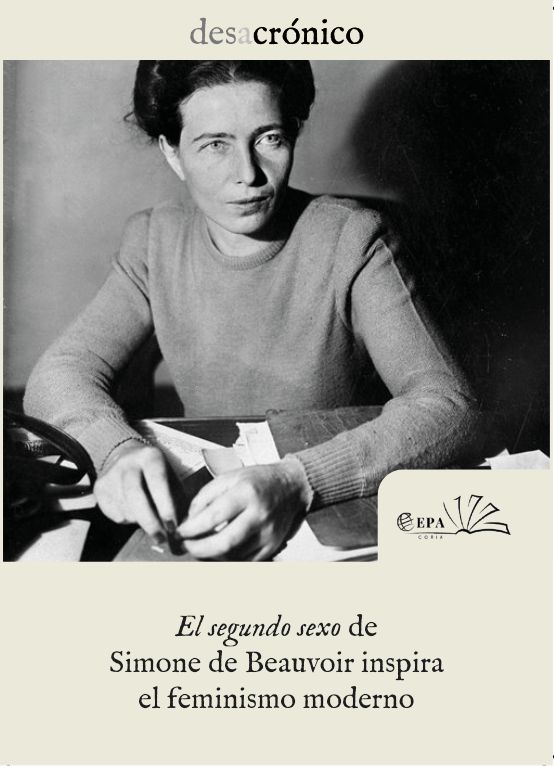 desacrónico
EPA
CORIA
El segundo sexo de
Simone de Beauvoir inspira
el feminismo moderno